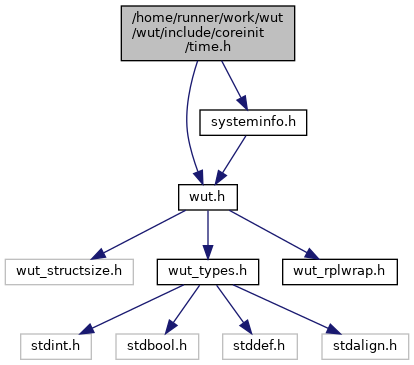 /home/runner/work/wut
/wut/include/coreinit
/time.h
systeminfo.h
wut.h
wut_structsize.h
wut_types.h
wut_rplwrap.h
stdint.h
stdbool.h
stddef.h
stdalign.h